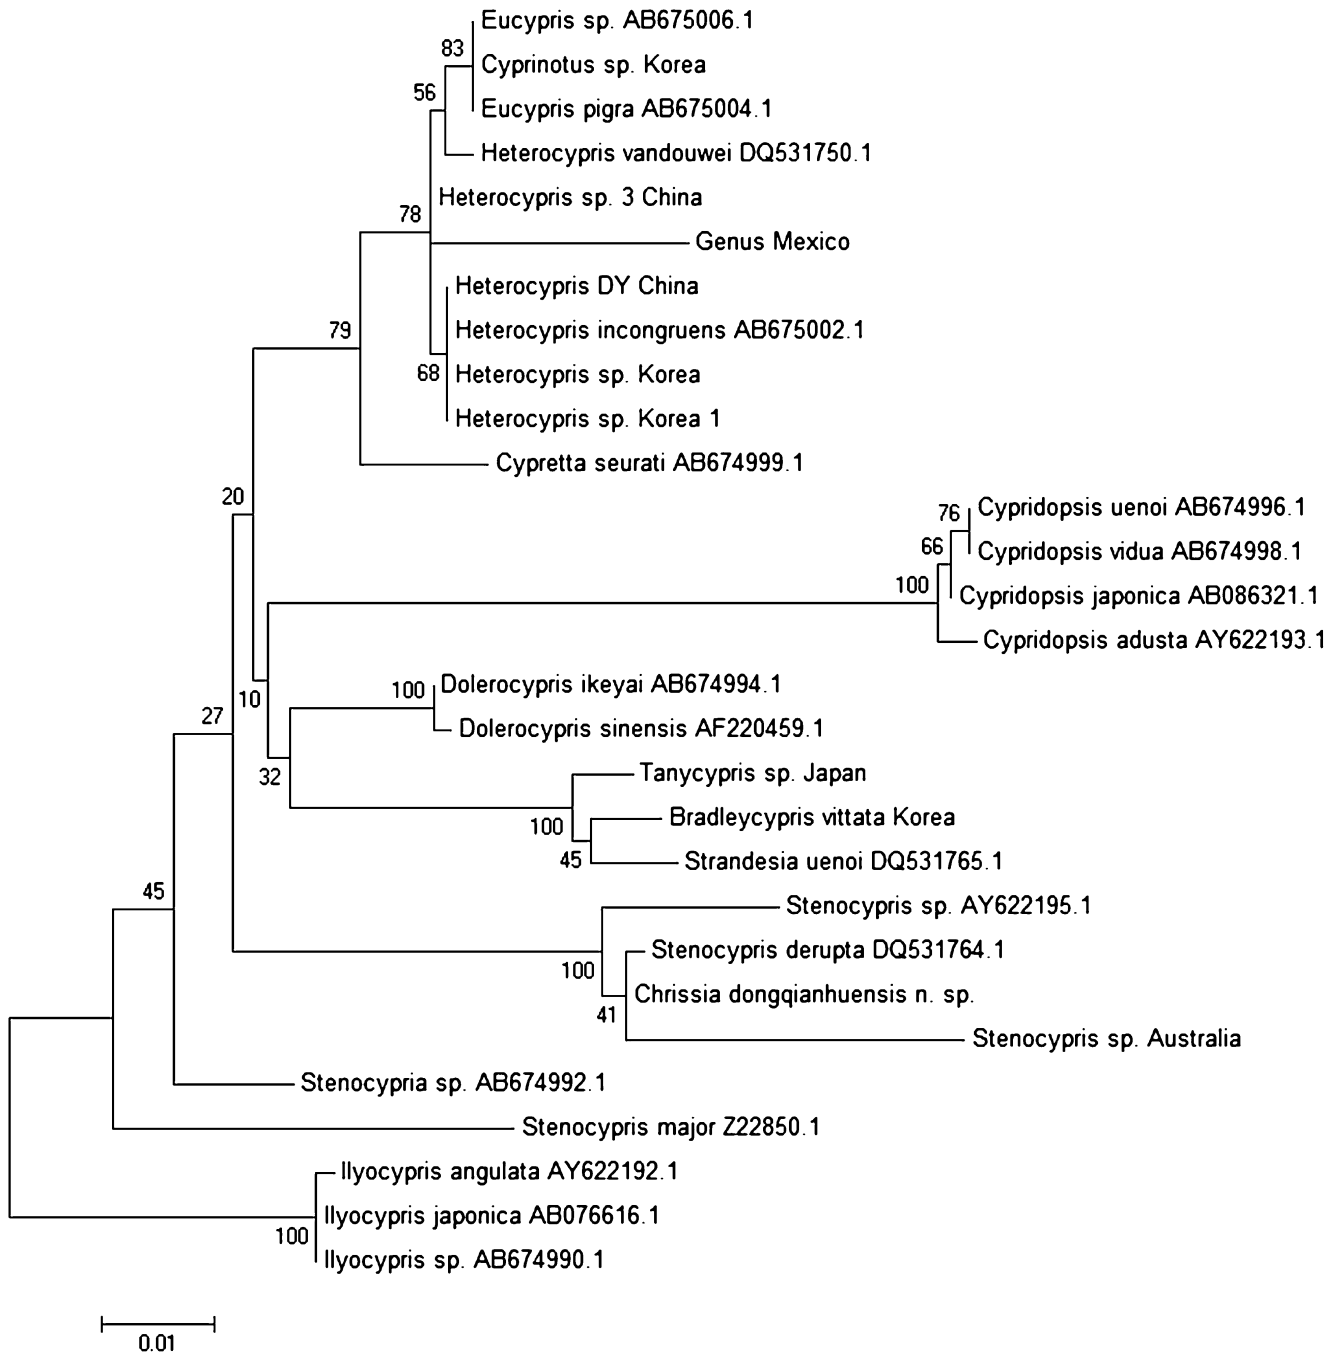 Eucypris sp. AB675006.1
83
Cyprinotus sp. Korea
56
Eucypris pigra AB675004.1
Heterocypris vandouwei DQ531750.1
Heterocypris sp. 3 China
78
Genus Mexico
Heterocypris DY China
79
Heterocypris incongruens AB675002.1
68
Heterocypris sp. Korea
Heterocypris sp. Korea 1
Cypretta seurati AB674999.1
20
76
Cypridopsis uenoi AB674996.1
66
Cypridopsis vidua AB674998.1
100
Cypridopsis japonica AB086321.1
Cypridopsis adusta AY622193.1
10
100
Dolerocypris ikeyai AB674994.1
27
Dolerocypris sinensis AF220459.1
32
Tanycypris sp. Japan
100
Bradleycypris vittata Korea
45
Strandesia uenoi DQ531765.1
45
Stenocypris sp. AY622195.1
100
Stenocypris derupta DQ531764.1
41
Chrissia dongqianhuensis n. sp.
Stenocypris sp. Australia
Stenocypria sp. AB674992.1
Stenocypris major Z22850.1
Ilyocypris angulata AY622192.1
100
Ilyocypris japonica AB076616.1
Ilyocypris sp. AB674990.1
0.01